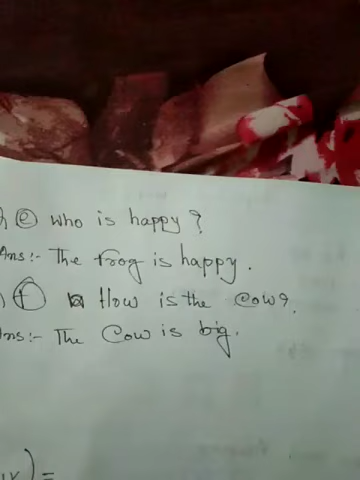 (e) who is happy?
Ans:- The frog is happy.
(f) How is the Cow?.
Ans:- The Cow is big.
)=